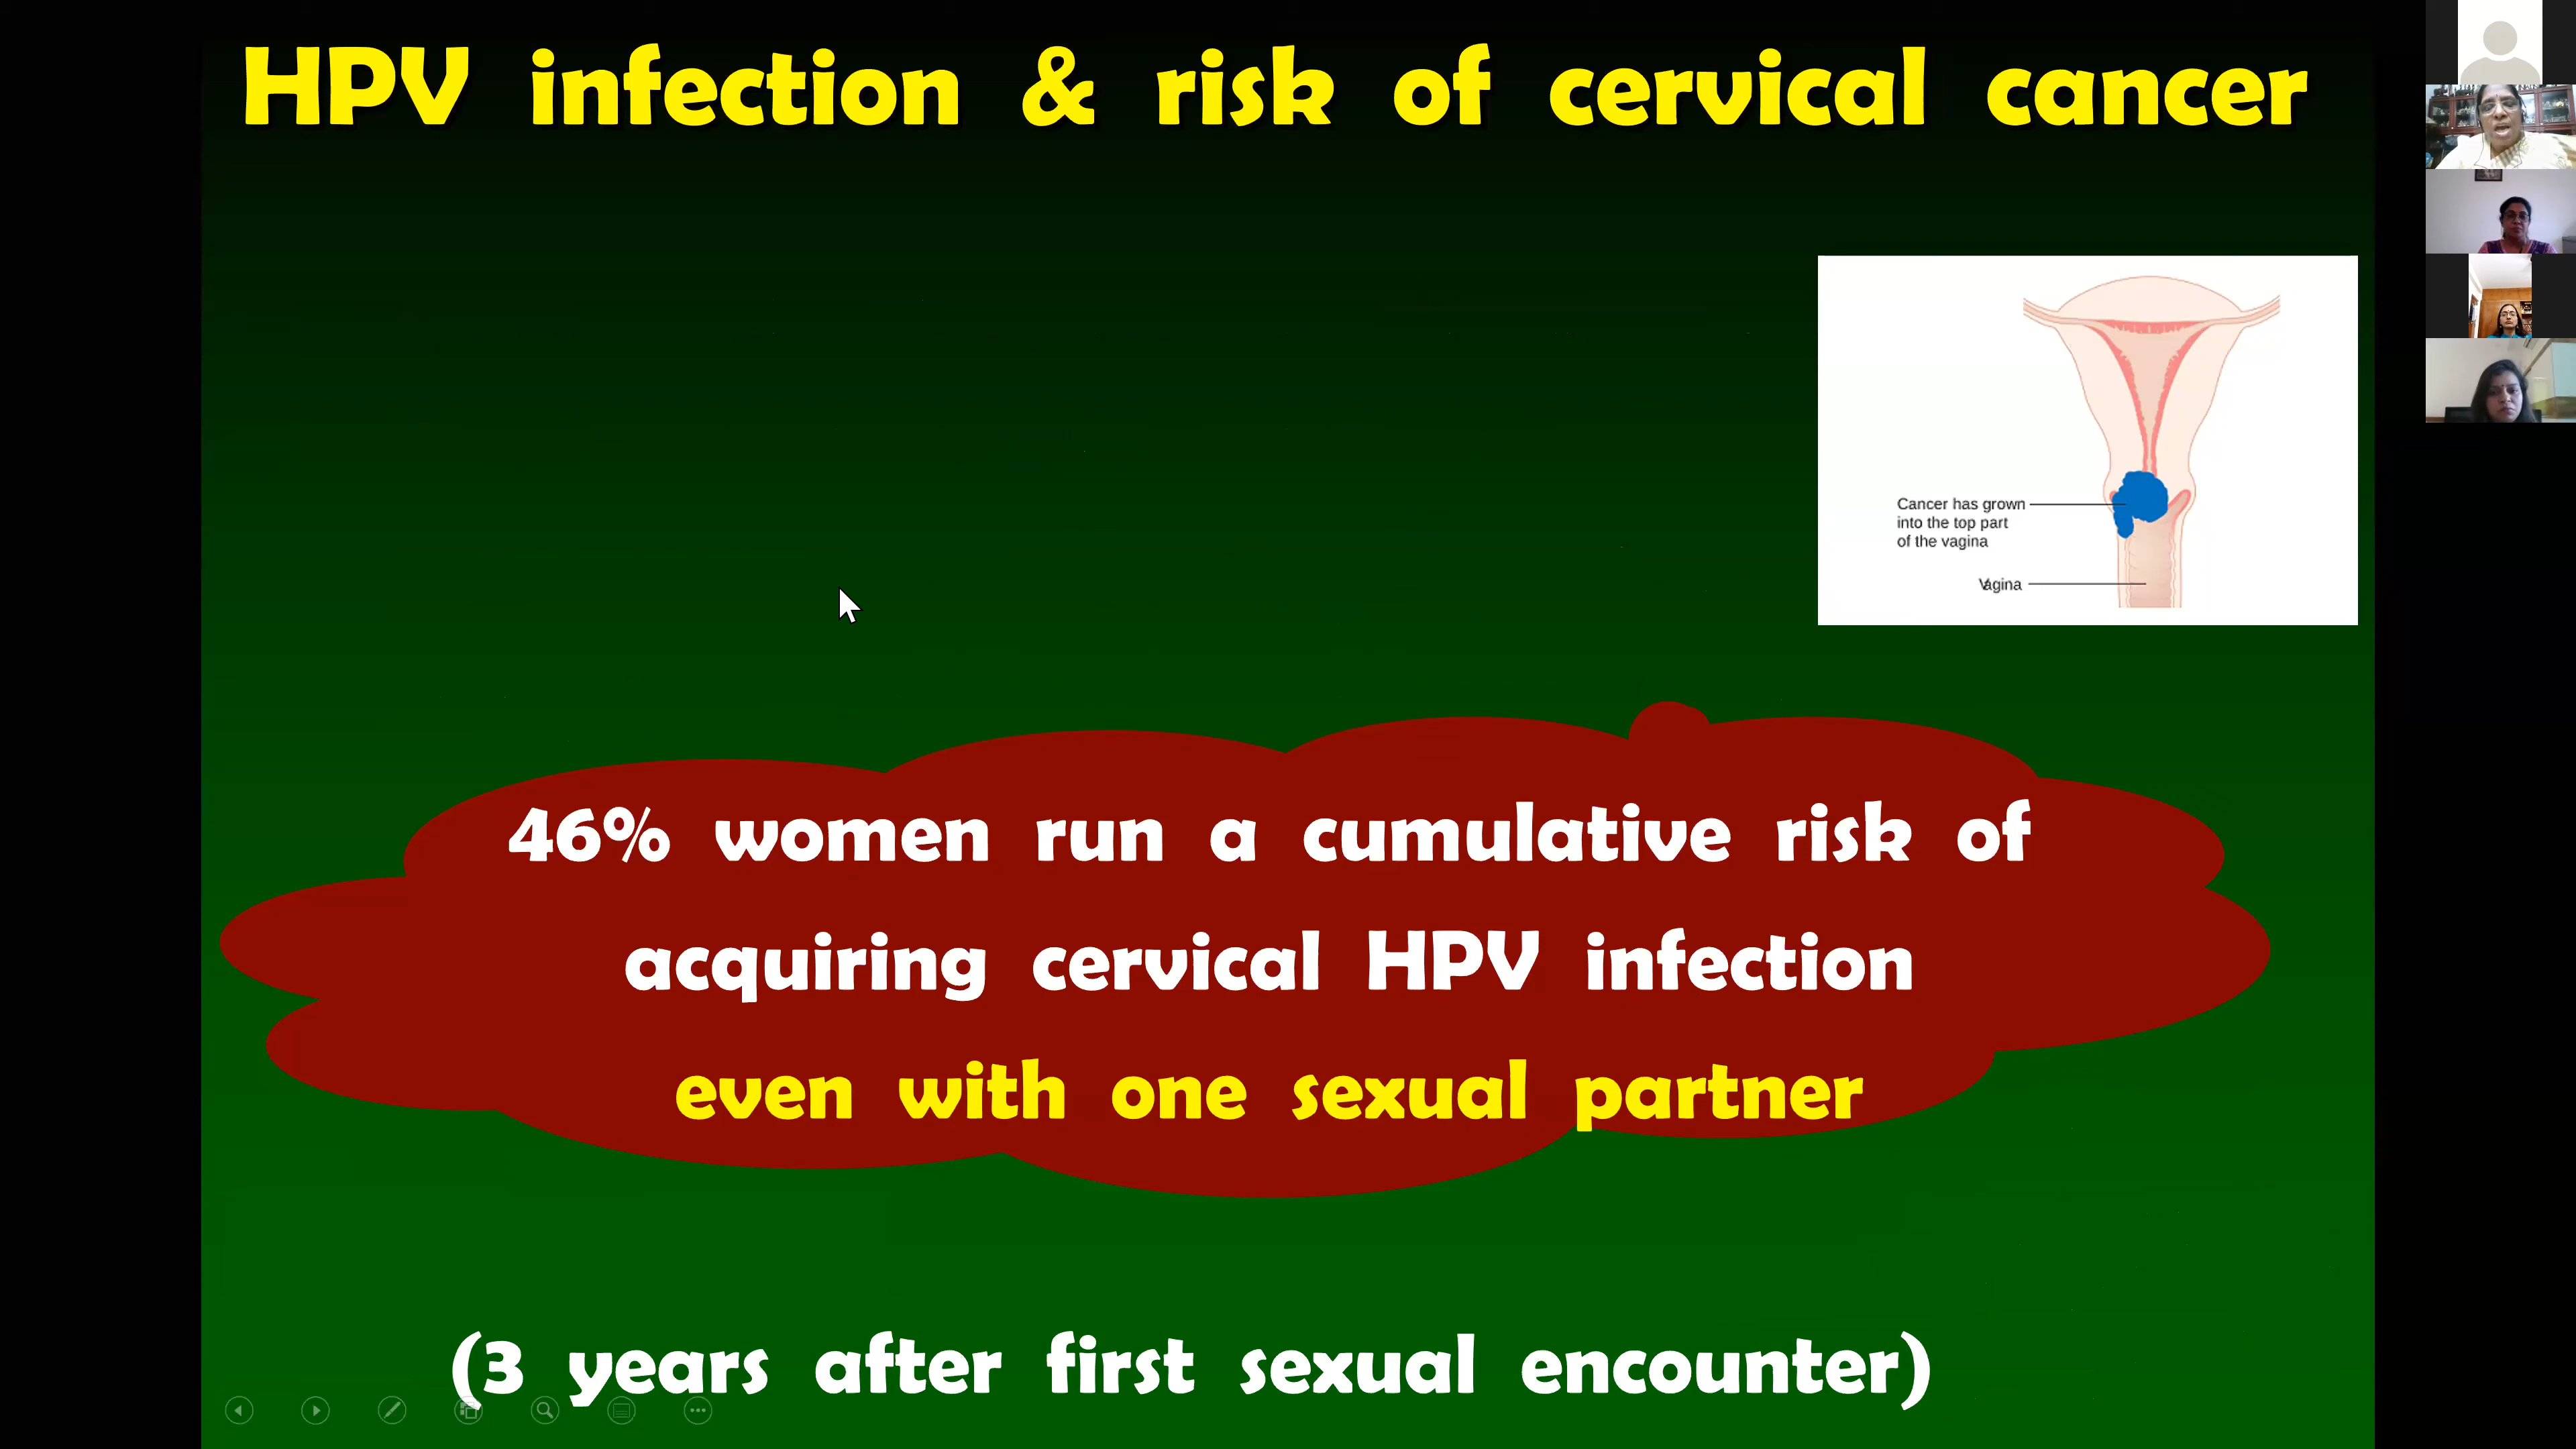 HPV infection & risk of cervical cancer
Cancer has grown
into the top part
of the vagina
Vagina
46% women run a cumulative risk of
acquiring cervical HPV infection
even with one sexual partner
(3 years after first sexual encounter)